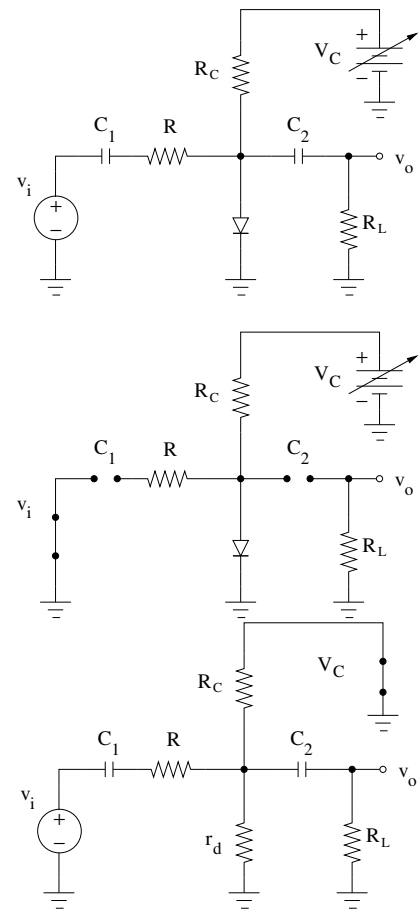 +
V_C
R_C
−
C_1 R C_2
v_i v_o
+
−
R_L
+
V_C
R_C
−
C_1 R C_2
v_i v_o
R_L
V_C
R_C
C_1 R C_2
v_i v_o
+
−
r_d R_L